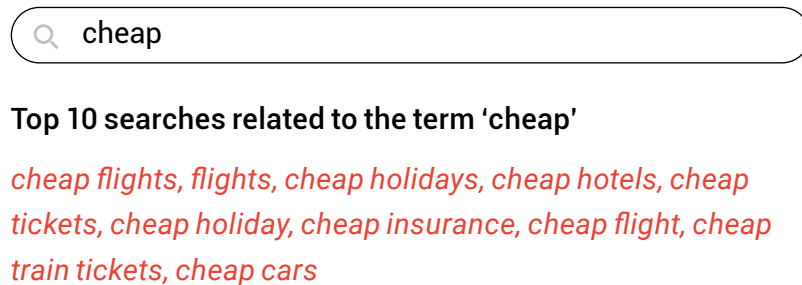 cheap
Top 10 searches related to the term ‘cheap’
cheap flights, flights, cheap holidays, cheap hotels, cheap
tickets, cheap holiday, cheap insurance, cheap flight, cheap
train tickets, cheap cars